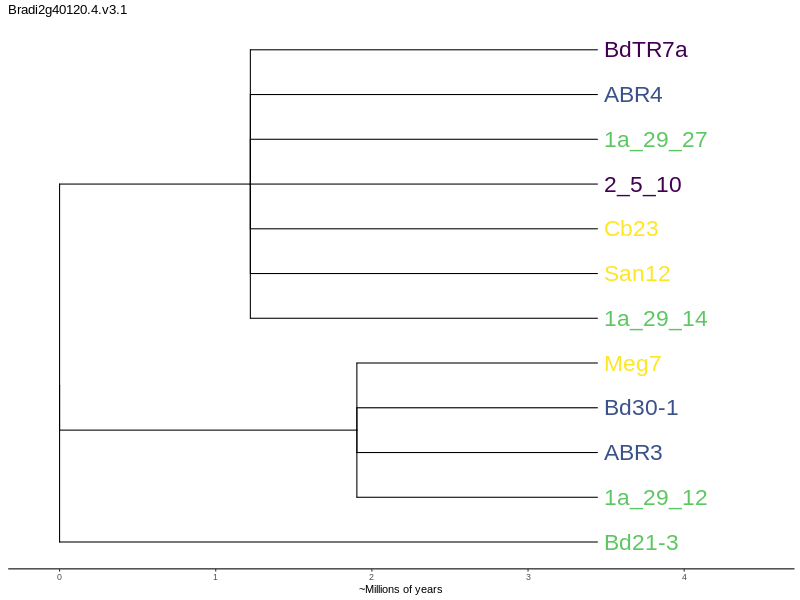 Bradi2g40120.4.v3.1
BdTR7a
ABR4
1a_29_27
2_5_10
Cb23
San12
1a_29_14
Meg7
Bd30-1
ABR3
1a_29_12
Bd21-3
0 1 2 3 4
~Millions of years